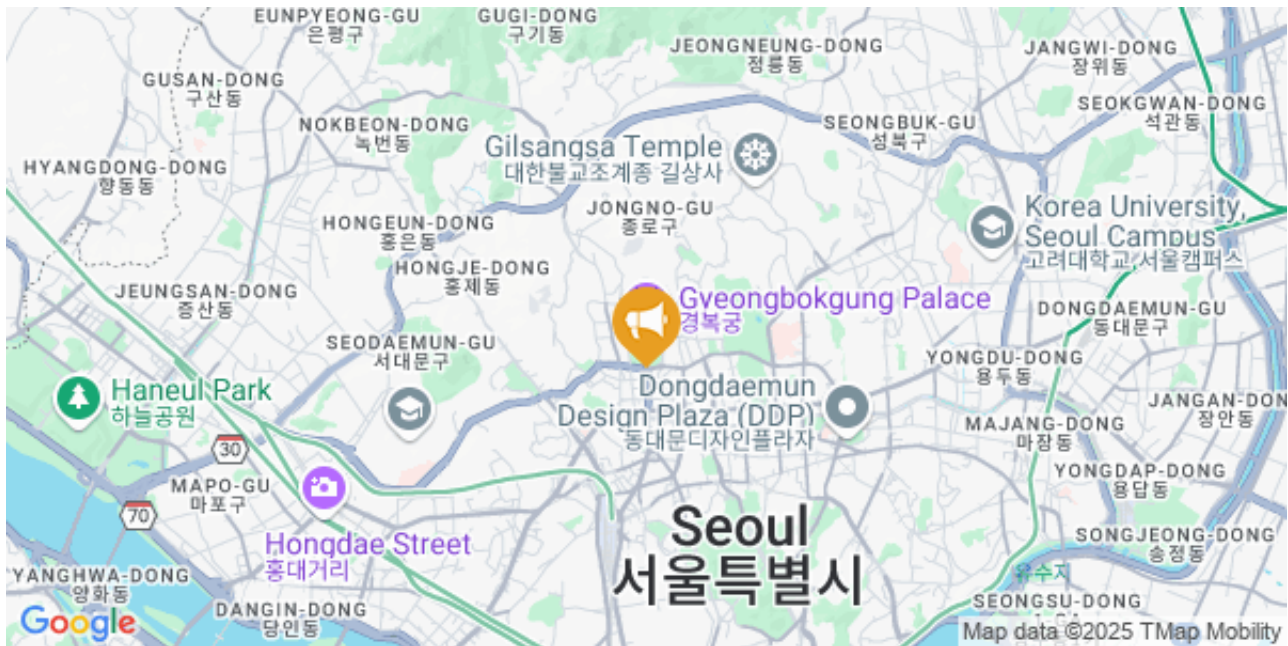 EUNPYEONG-GU
은평구
GUGI-DONG
구기동
JEONGNEUNG-DONG
정릉동
JANGWI-DONG
장위동
GUSAN-DONG
구산동
SEOKGWAN-DONG
석관동
NOKBEON-DONG
녹번동
SEONGBUK-GU
성북구
Gilsangsa Temple
대한불교조계종 길상사
HYANGDONG-DONG
향동동
JONGNO-GU
종로구
HONGEUN-DONG
홍은동
Korea University,
Seoul Campus
고려대학교 서울캠퍼스
HONGJE-DONG
홍제동
JEUNGSAN-DONG
증산동
Gyeongbokgung Palace
경복궁
DONGDAEMUN-GU
동대문구
SEODAEMUN-GU
서대문구
YONGDU-DONG
용두동
Haneul Park
하늘공원
Dongdaemun
Design Plaza (DDP)
동대문디자인플라자
JANGAN-DON
장안동
MAJANG-DONG
마장동
30
YONGDAP-DONG
용답동
MAPO-GU
마포구
70
Seoul
서울특별시
SONGJEONG-DONG
송정동
Hongdae Street
홍대거리
YANGHWA-DONG
양화동
유수지
SEONGSU-DONG
DANGIN-DONG
당인동
Google
Map data ©2025 TMap Mobility